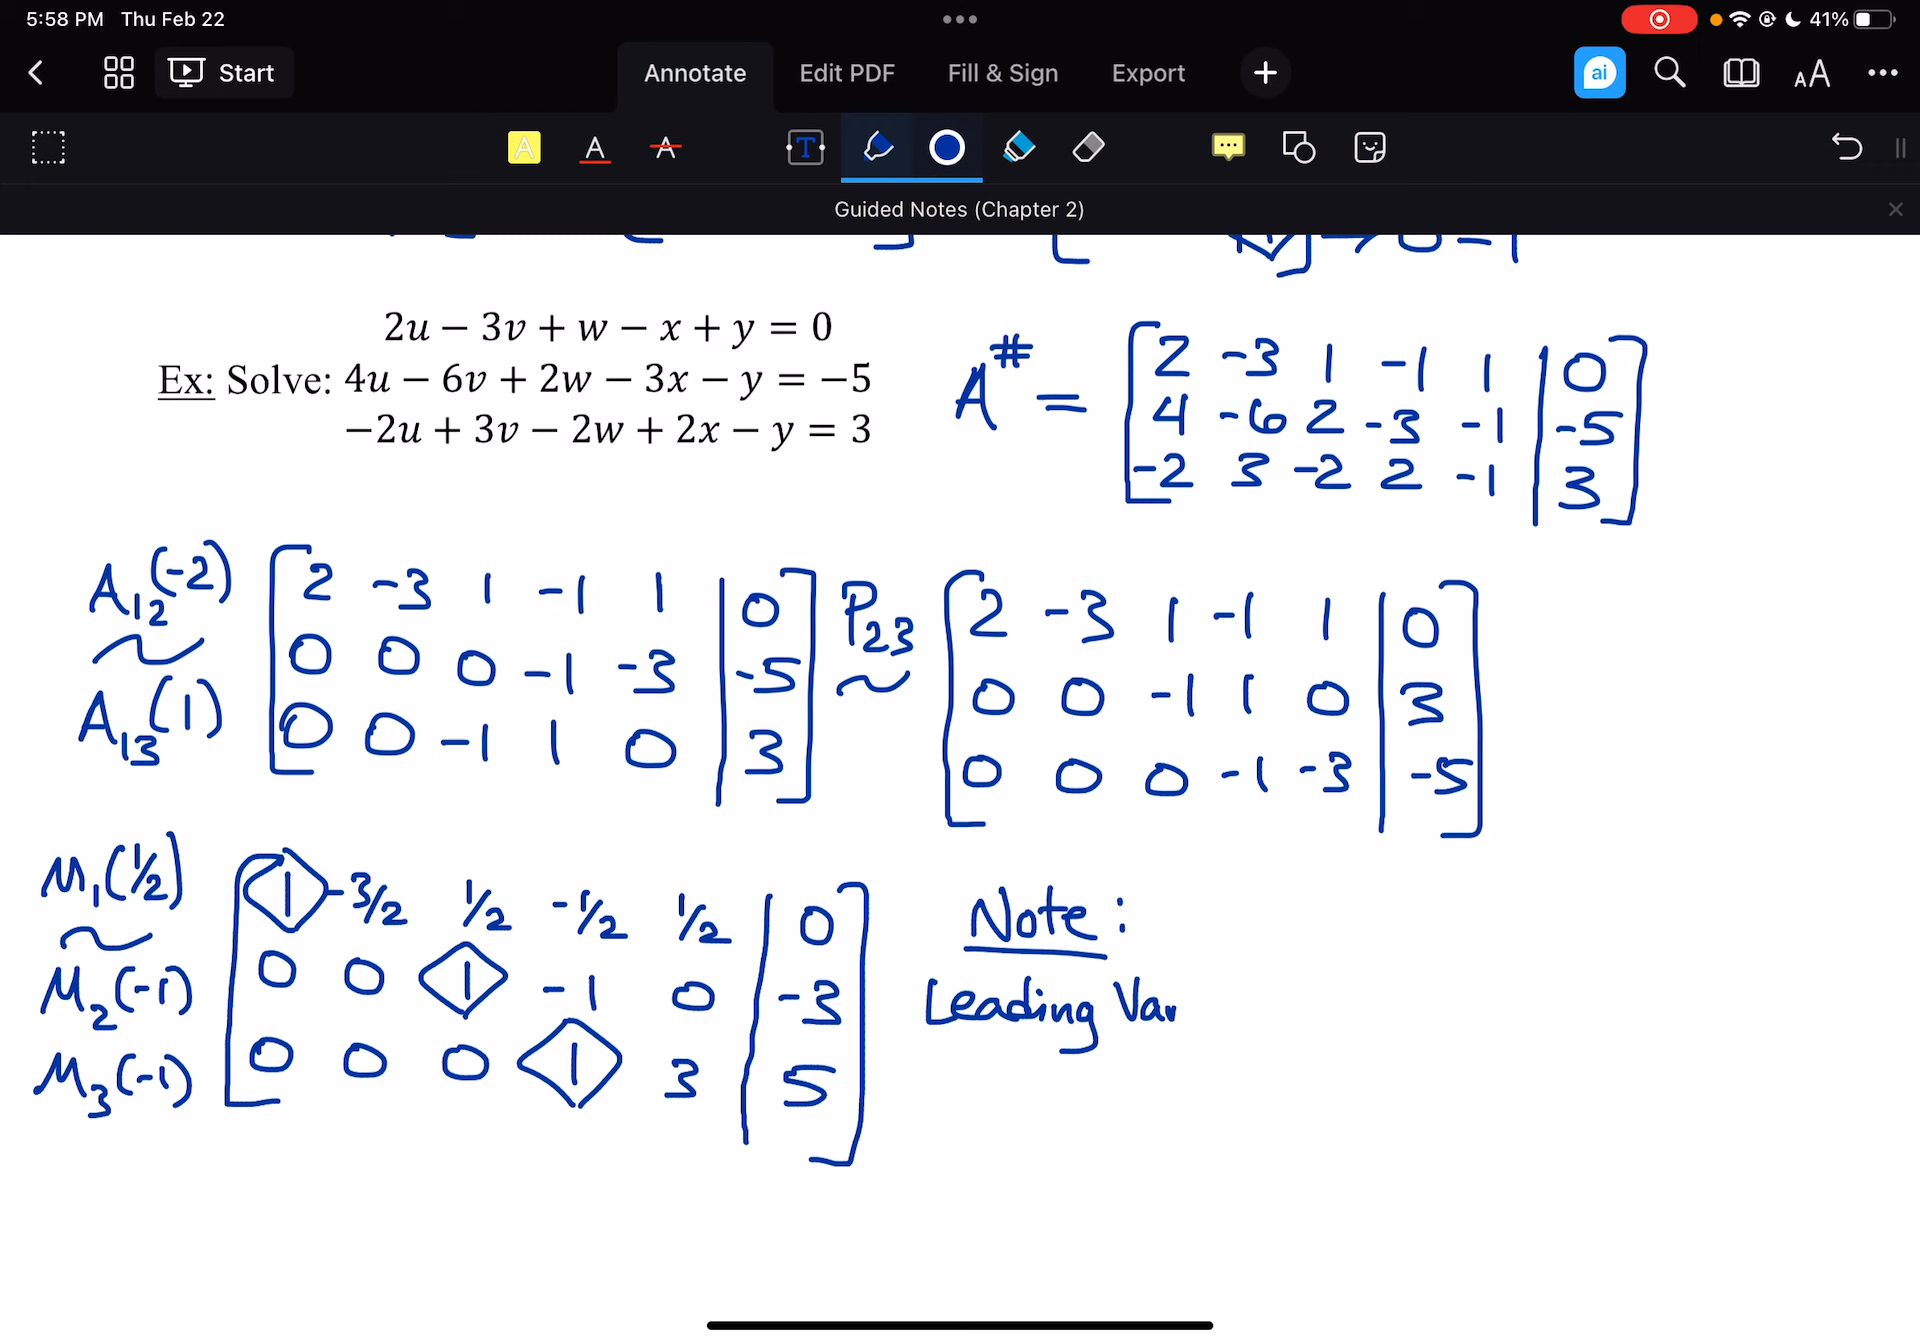 5:58 PM Thu Feb 22
41%
Start
Annotate Edit PDF Fill & Sign Export +
ai
AA
A A A T
Guided Notes (Chapter 2)
0 = 1
2u − 3v + w − x + y = 0
Ex: Solve: 4u − 6v + 2w − 3x − y = −5
−2u + 3v − 2w + 2x − y = 3
A# =
2 -3 1 -1 1 | 0
4 -6 2 -3 -1 | -5
-2 3 -2 2 -1 | 3
A12(-2)
~
A13(1)
2 -3 1 -1 1 | 0
0 0 0 -1 -3 | -5
0 0 -1 1 0 | 3
P23
~
2 -3 1 -1 1 | 0
0 0 -1 1 0 | 3
0 0 0 -1 -3 | -5
M1(1/2)
~
M2(-1)
M3(-1)
1 -3/2 1/2 -1/2 1/2 | 0
0 0 1 -1 0 | -3
0 0 0 1 3 | 5
Note:
Leading Var